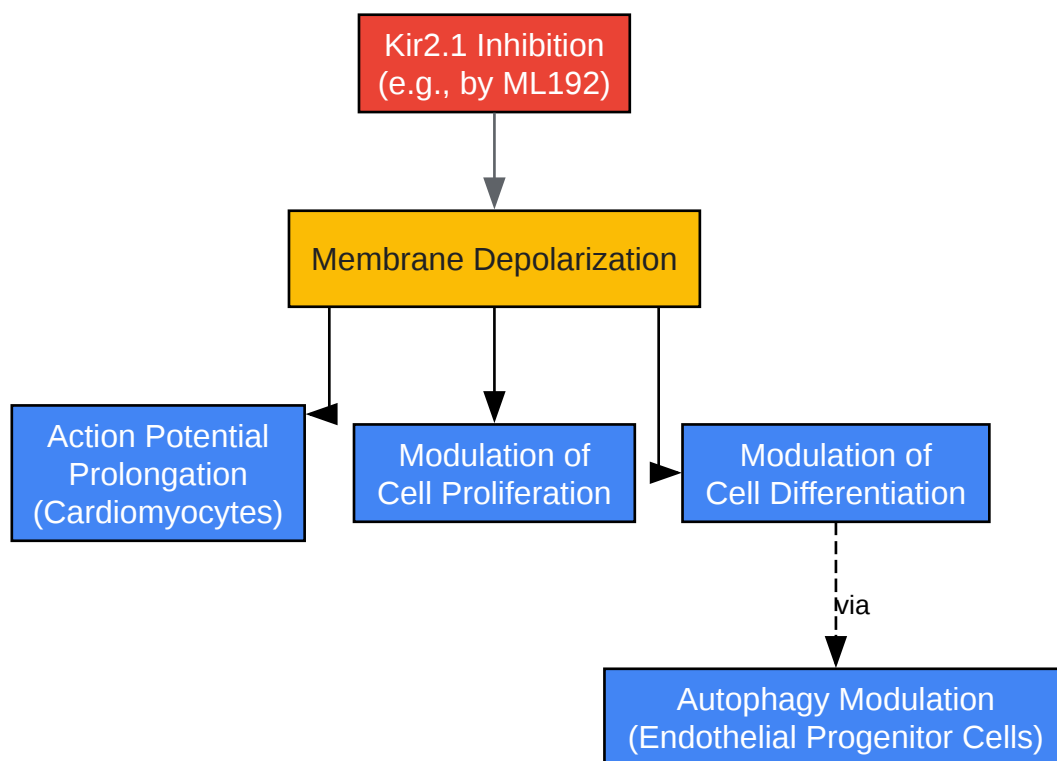 Kir2.1 Inhibition
(e.g., by ML192)
Membrane Depolarization
Action Potential
Prolongation
(Cardiomyocytes)
Modulation of
Cell Proliferation
Modulation of
Cell Differentiation
via
Autophagy Modulation
(Endothelial Progenitor Cells)